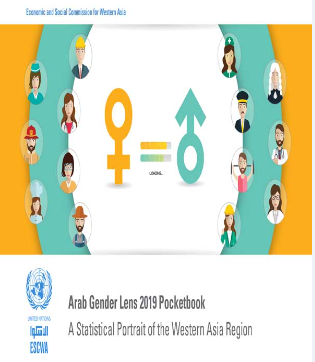 Economic and Social Commission for Western Asia
=
LOADING...
Arab Gender Lens 2019 Pocketbook
A Statistical Portrait of the Western Asia Region
UNITED NATIONS
الاسكوا
ESCWA